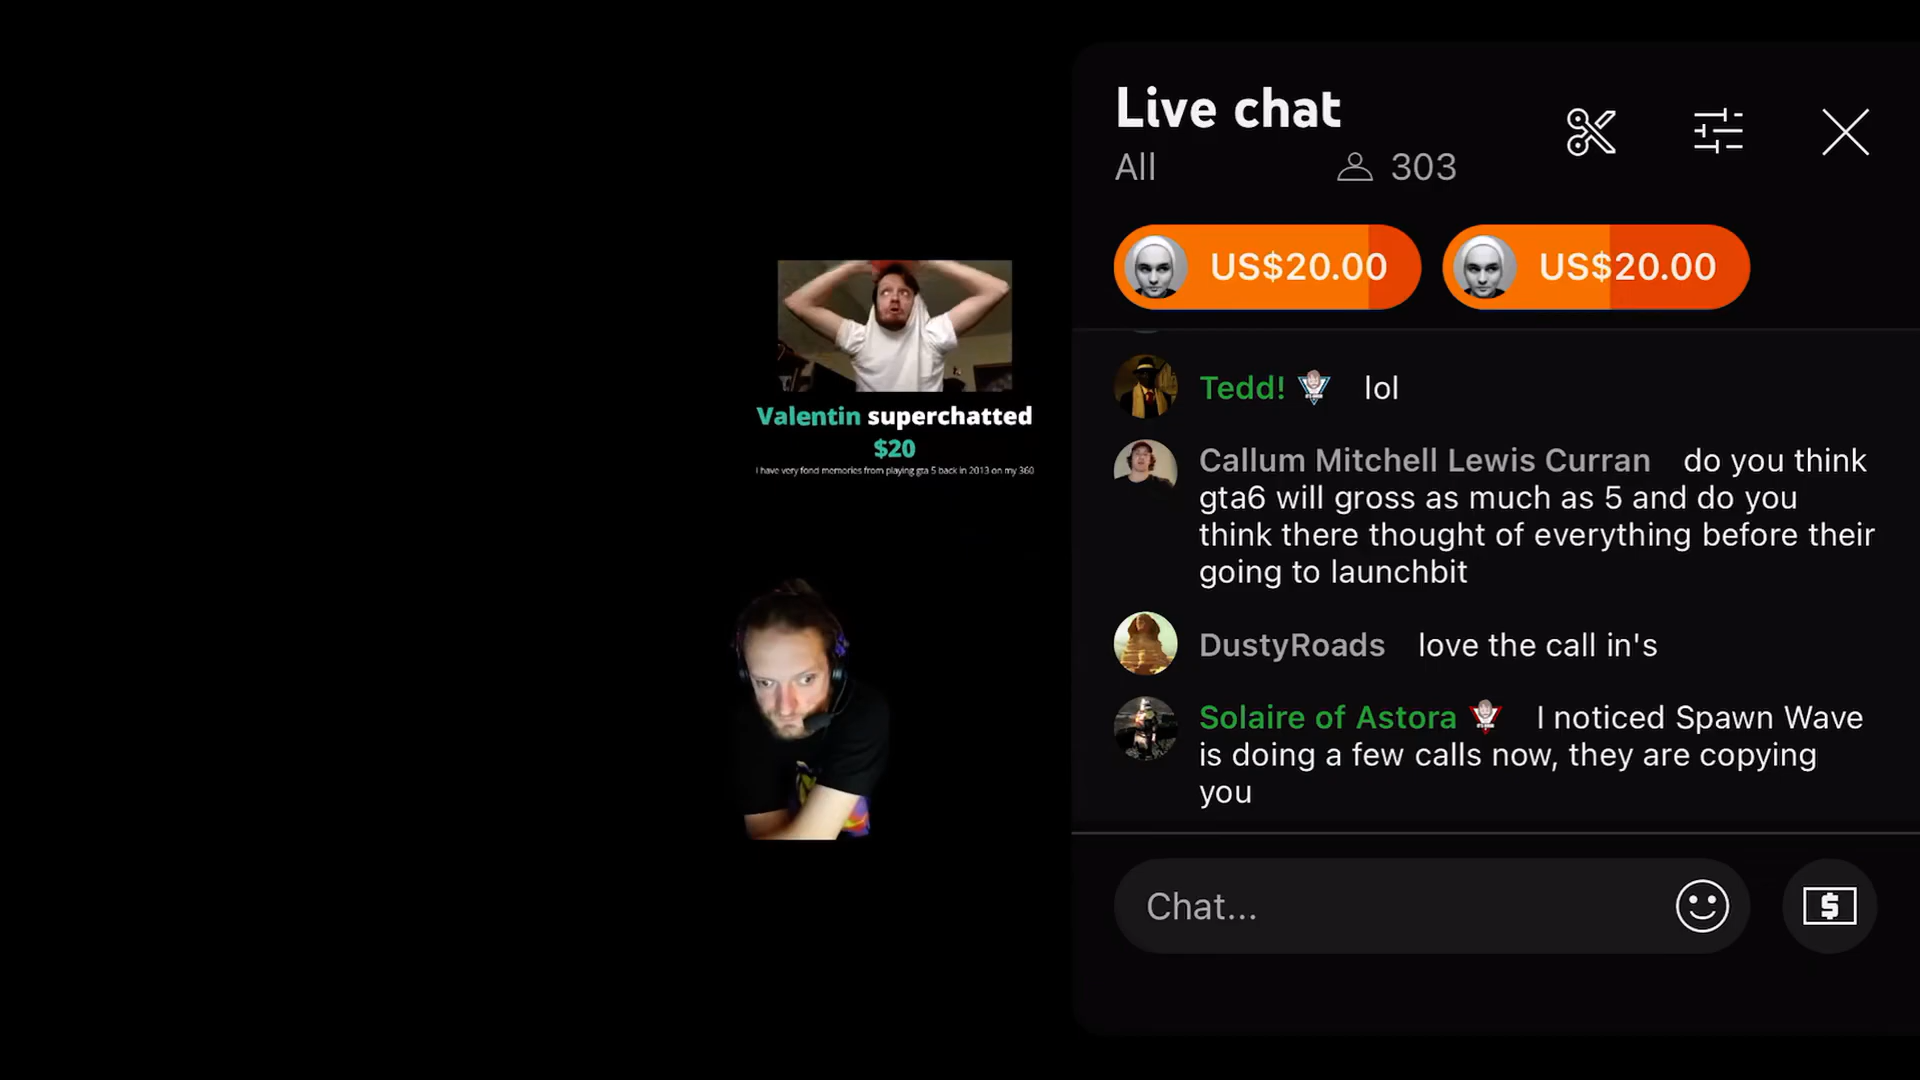 Live chat
All 303
US$20.00 US$20.00
Valentin superchatted
$20
i have very fond memories from playing gta 5 back in 2013 on my 360
Tedd! lol
Callum Mitchell Lewis Curran do you think
gta6 will gross as much as 5 and do you
think there thought of everything before their
going to launchbit
DustyRoads love the call in's
Solaire of Astora I noticed Spawn Wave
is doing a few calls now, they are copying
you
Chat...